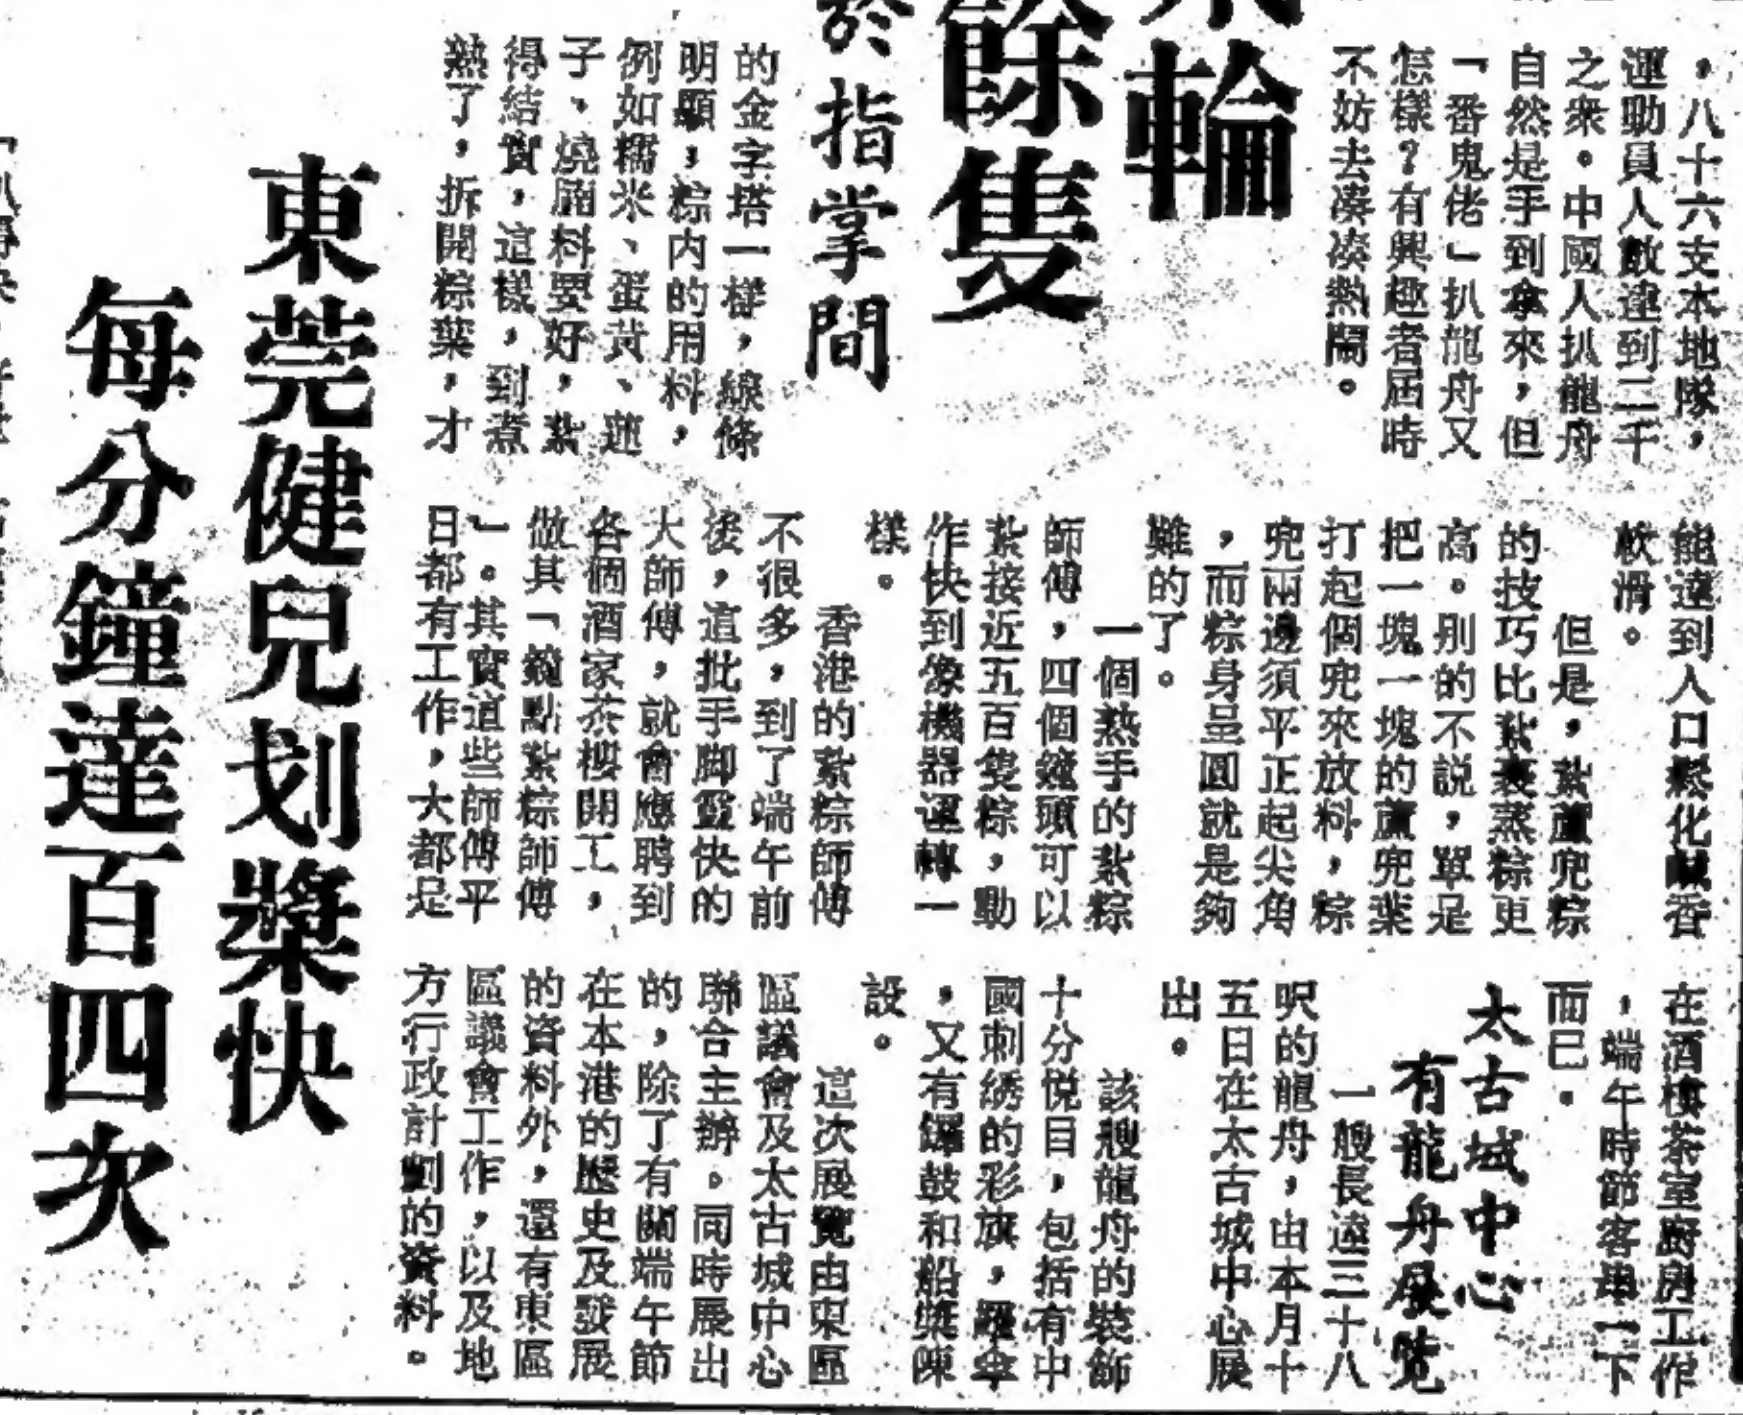 ，八十六支本地隊，
運動員人數達到二千
之衆。中國人扒龍舟
自然是手到拿來，但
「番鬼佬」扒龍舟又
怎樣？有興趣者屆時
不妨去湊湊熱鬧。
輪
餘隻
於指掌間
的金字塔一樣，線條
明顯，粽内的用料，
例如糯米、蛋黄、蓮
子、燒腩料要好，紮
得結實，這樣，到煮
熱了，拆開粽葉，才
能達到入口鬆化鹹香
軟滑。
但是，紮蘆兜粽
的技巧比紮裹蒸粽更
高。别的不説，單是
把一塊一塊的蘆兜葉
打起個兜來放料，粽
兜兩邊須平正起尖角
，而粽身呈圓就是夠
難的了。
一個熟手的紮粽
師傅，四個鐘頭可以
紮接近五百隻粽，動
作快到像機器運轉一
樣。
香港的紮粽師傅
不很多，到了端午前
後，這批手脚靈快的
大師傅，就會應聘到
各個酒家茶樓開工，
做其「鐘點紮粽師傅
」。其實這些師傅平
日都有工作，大都是
在酒樓茶室廚房工作
，端午時節客串一下
而已。
太古城中心
有龍舟展覽
一艘長達三十八
呎的龍舟，由本月十
五日在太古城中心展
出。
該艘龍舟的裝飾
十分悦目，包括有中
國刺綉的彩旗，羅傘
，又有鑼鼓和船槳陳
設。
這次展覽由東區
區議會及太古城中心
聯合主辦。同時展出
的，除了有關端午節
在本港的歷史及發展
的資料外，還有東區
區議會工作，以及地
方行政計劃的資料。
東莞健兒划槳快
每分鐘達百四次